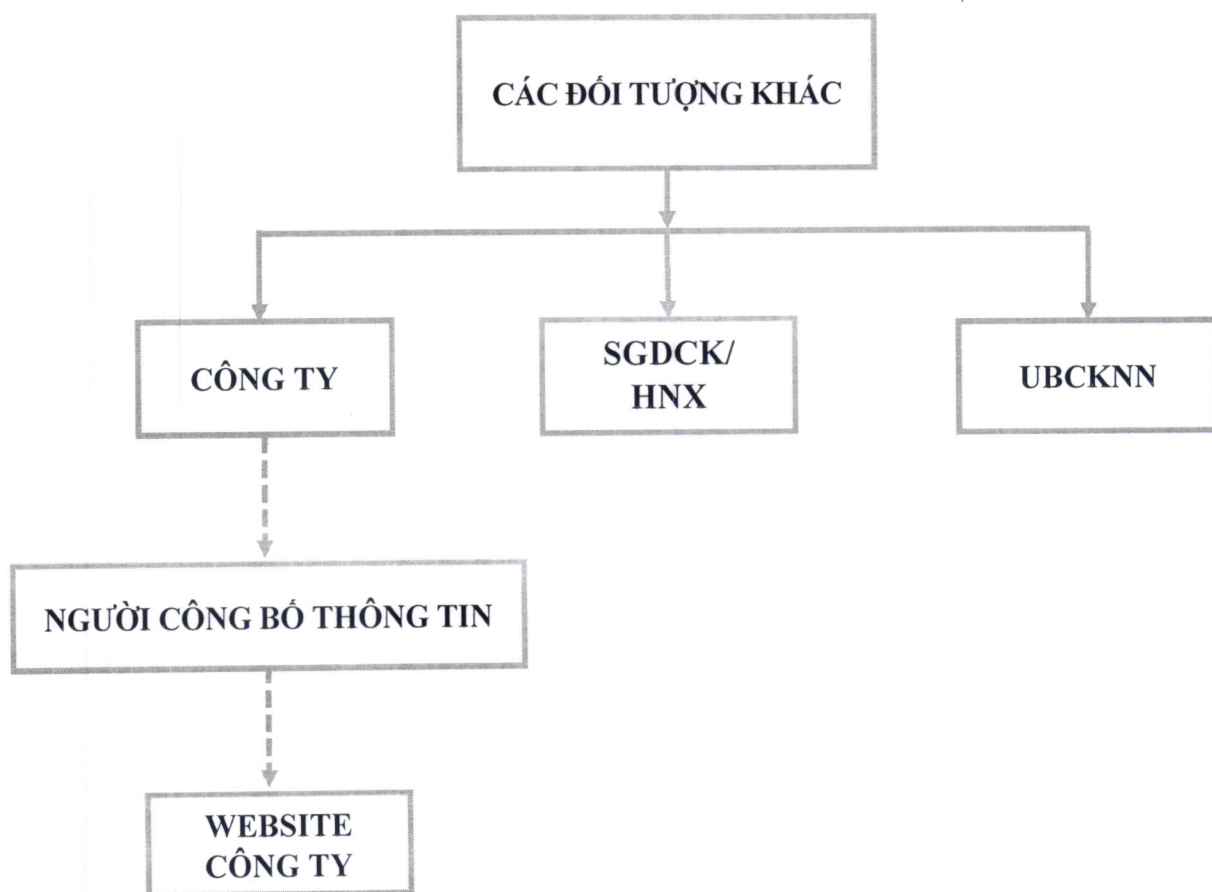 CÁC ĐỐI TƯỢNG KHÁC
CÔNG TY
SGDCK/
HNX
UBCKNN
NGƯỜI CÔNG BỐ THÔNG TIN
WEBSITE
CÔNG TY